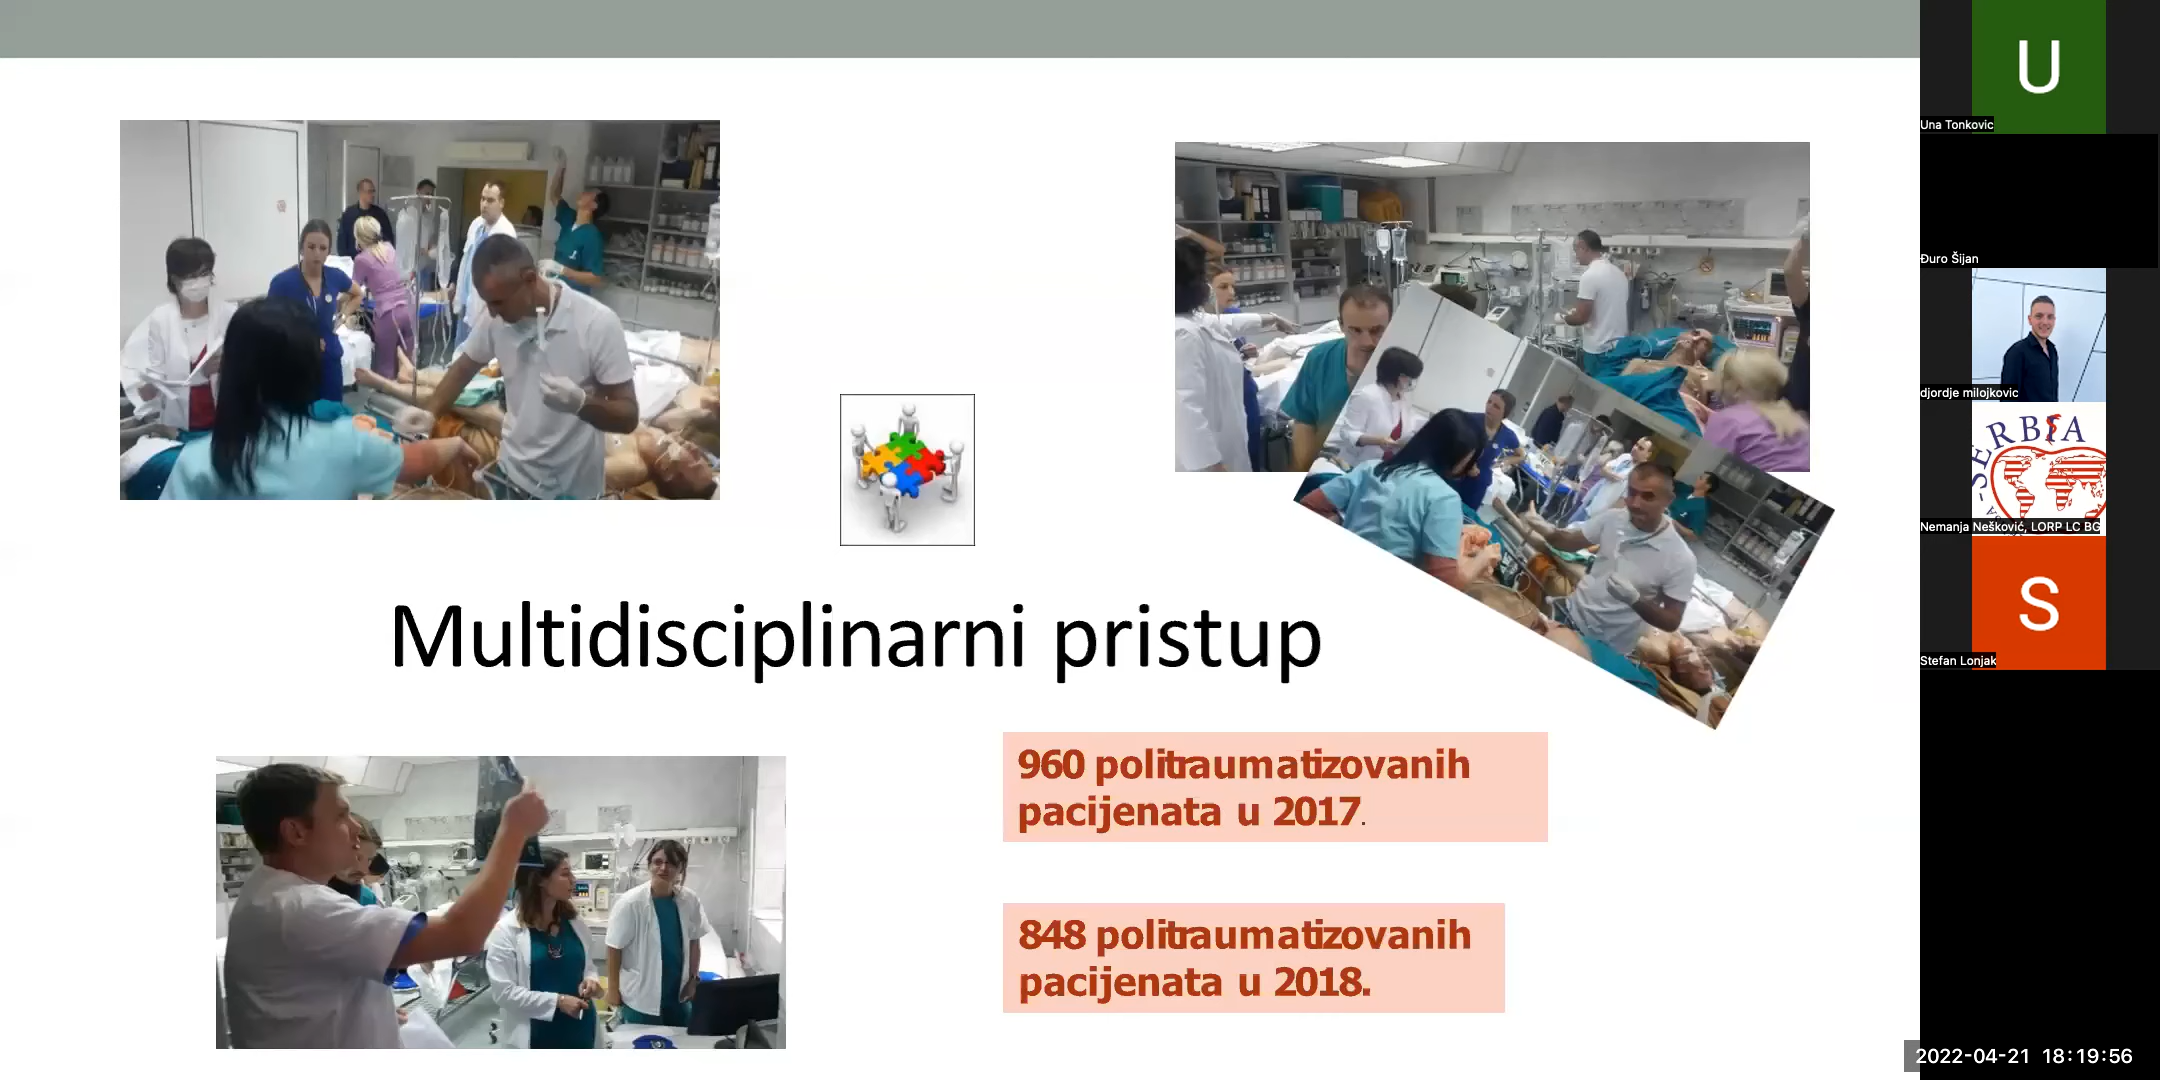 Multidisciplinarni pristup
960 politraumatizovanih
pacijenata u 2017.
848 politraumatizovanih
pacijenata u 2018.
U
Una Tonkovic
Đuro Šijan
djordje milojkovic
SERBIA
Nemanja Nešković, LORP LC BG
S
Stefan Lonjak
2022-04-21 18:19:56